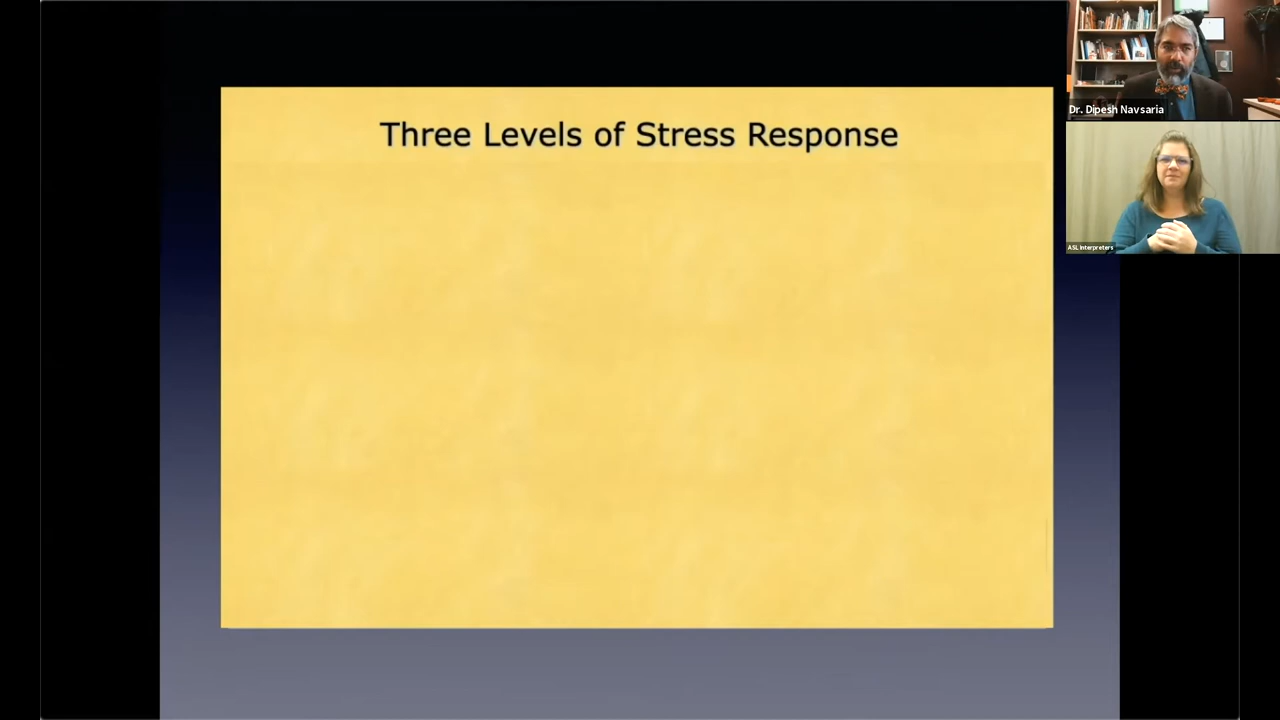 Three Levels of Stress Response
Dr. Dipesh Navsaria
ASL Interpreters